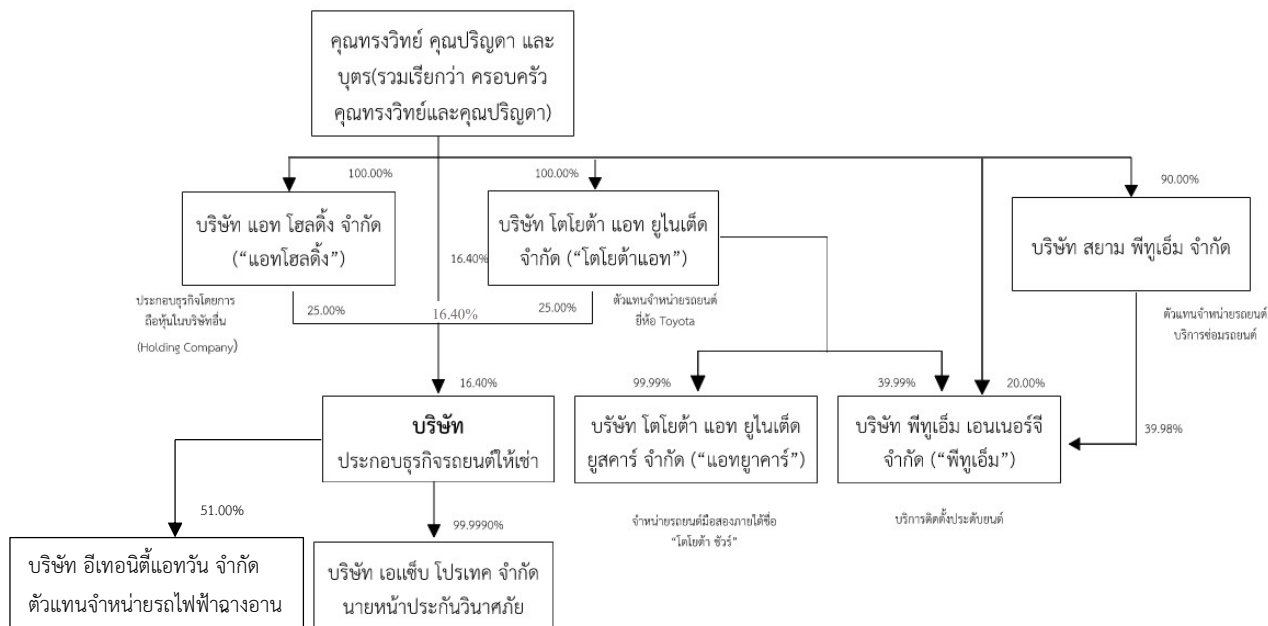 คุณทรงวิทย์ คุณปริญดา และ
บุตร(รวมเรียกว่า ครอบครัว
คุณทรงวิทย์และคุณปริญดา)
100.00%
100.00%
90.00%
บริษัท แอท โฮลดิ้ง จำกัด
(“แอทโฮลดิ้ง”)
บริษัท โตโยต้า แอท ยูไนเต็ด
จำกัด (“โตโยต้าแอท”)
บริษัท สยาม พีทูเอ็ม จำกัด
16.40%
ประกอบธุรกิจโดยการ
ถือหุ้นในบริษัทอื่น
(Holding Company)
25.00%
16.40%
25.00%
ตัวแทนจำหน่ายรถยนต์
ยี่ห้อ Toyota
ตัวแทนจำหน่ายรถยนต์
บริการซ่อมรถยนต์
16.40%
99.99%
39.99%
20.00%
บริษัท
ประกอบธุรกิจรถยนต์ให้เช่า
บรัษัท โตโยต้า แอท ยูไนเต็ด
ยูสคาร์ จำกัด (“แอทยูาคาร์”)
บริษัท พีทูเอ็ม เอนเนอร์จี
จำกัด (“พีทูเอ็ม”)
39.98%
51.00%
99.9990%
จำหน่ายรถยนต์มือสองภายใต้ชื่อ
“โตโยต้า ชัวร์”
บริการติดตั้งประดับยนต์
บริษัท อีเทอนิตี้แอทวัน จำกัด
ตัวแทนจำหน่ายรถไฟฟ้าฉางอาน
บริษัท เอแซ็บ โปรเทค จำกัด
นายหน้าประกันวินาศภัย